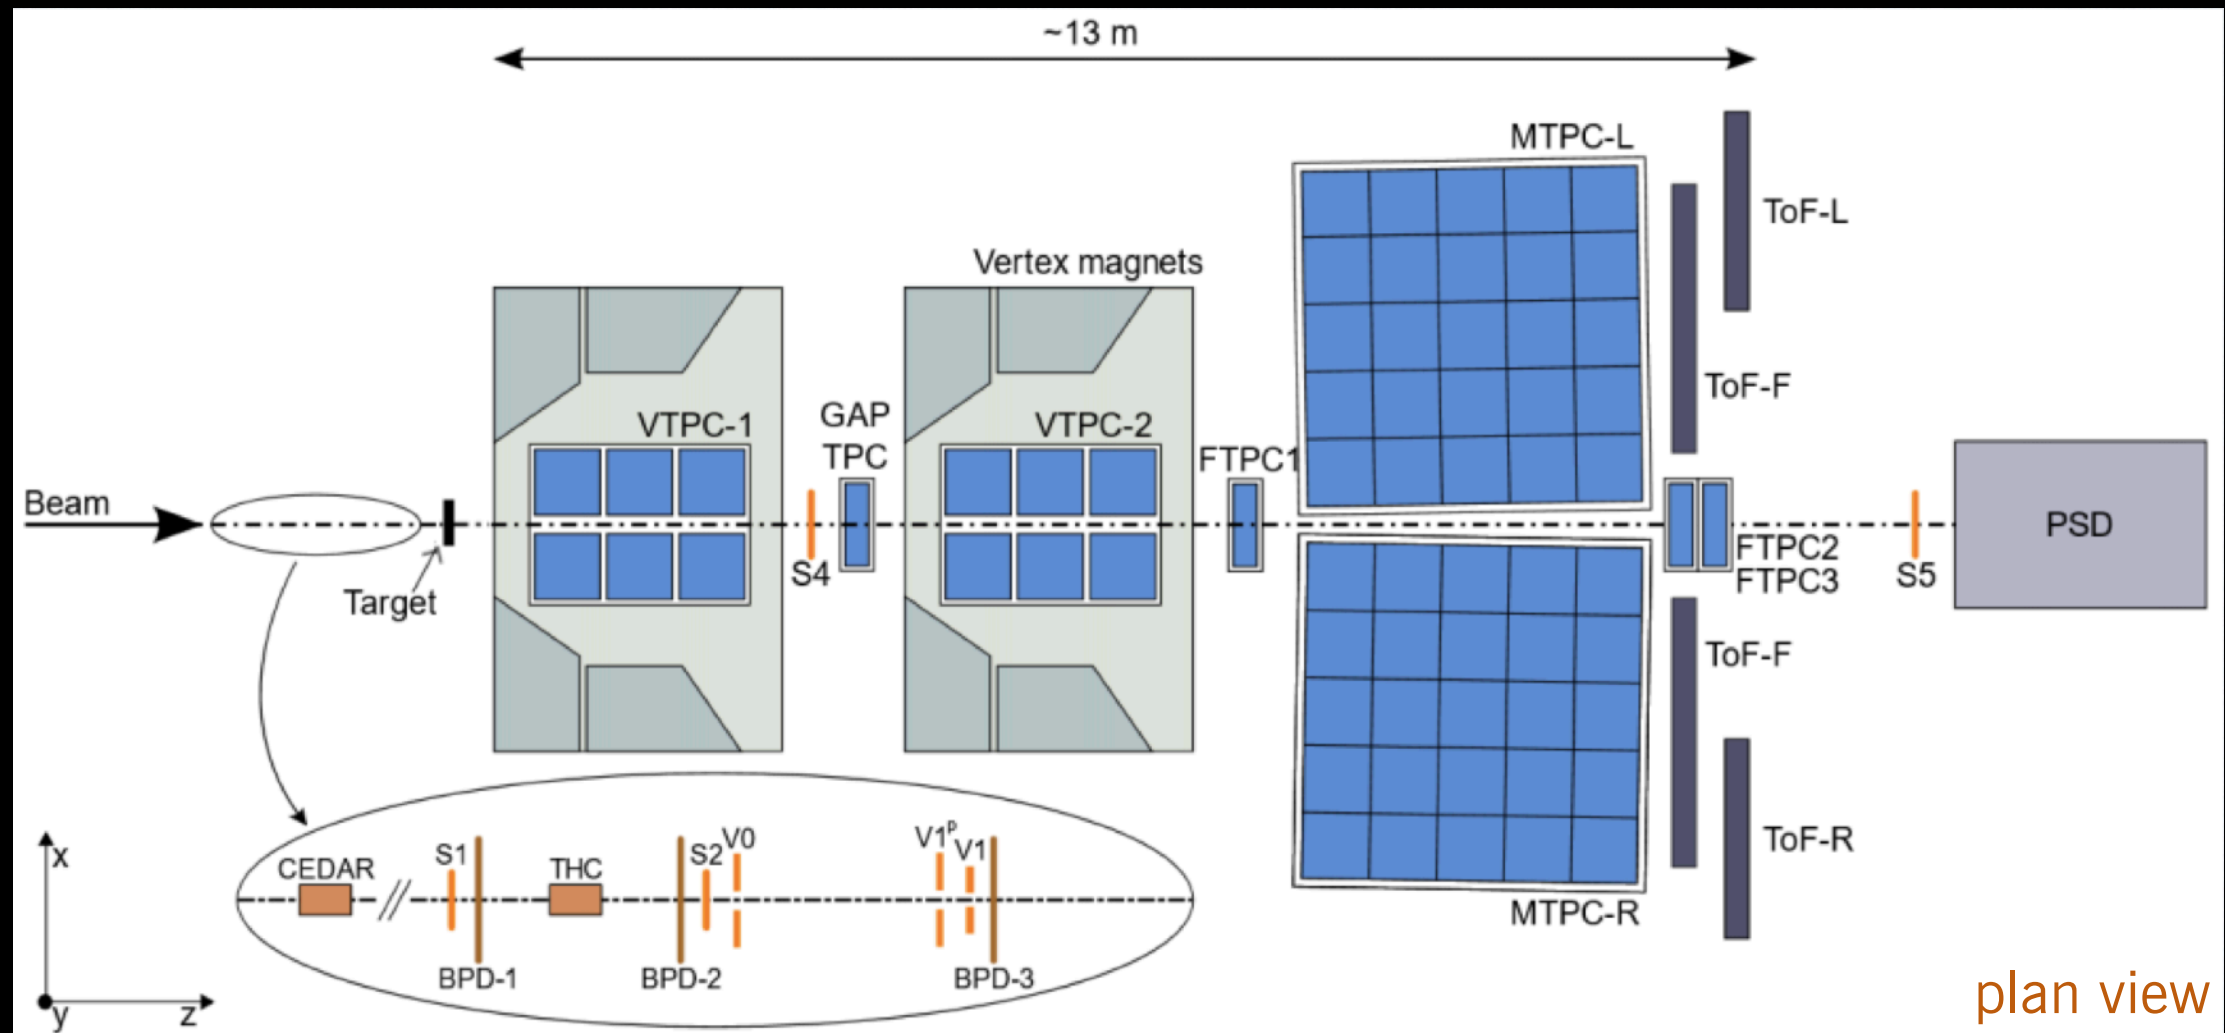 ~13 m
MTPC-L
ToF-L
Vertex magnets
ToF-F
VTPC-1
GAP
TPC
VTPC-2
FTPC1
Beam
Target
S4
PSD
FTPC2
FTPC3
S5
ToF-F
ToF-R
MTPC-R
CEDAR
S1
THC
S2
V0
V1ᵖ
V1
BPD-1
BPD-2
BPD-3
x
y
z
plan view